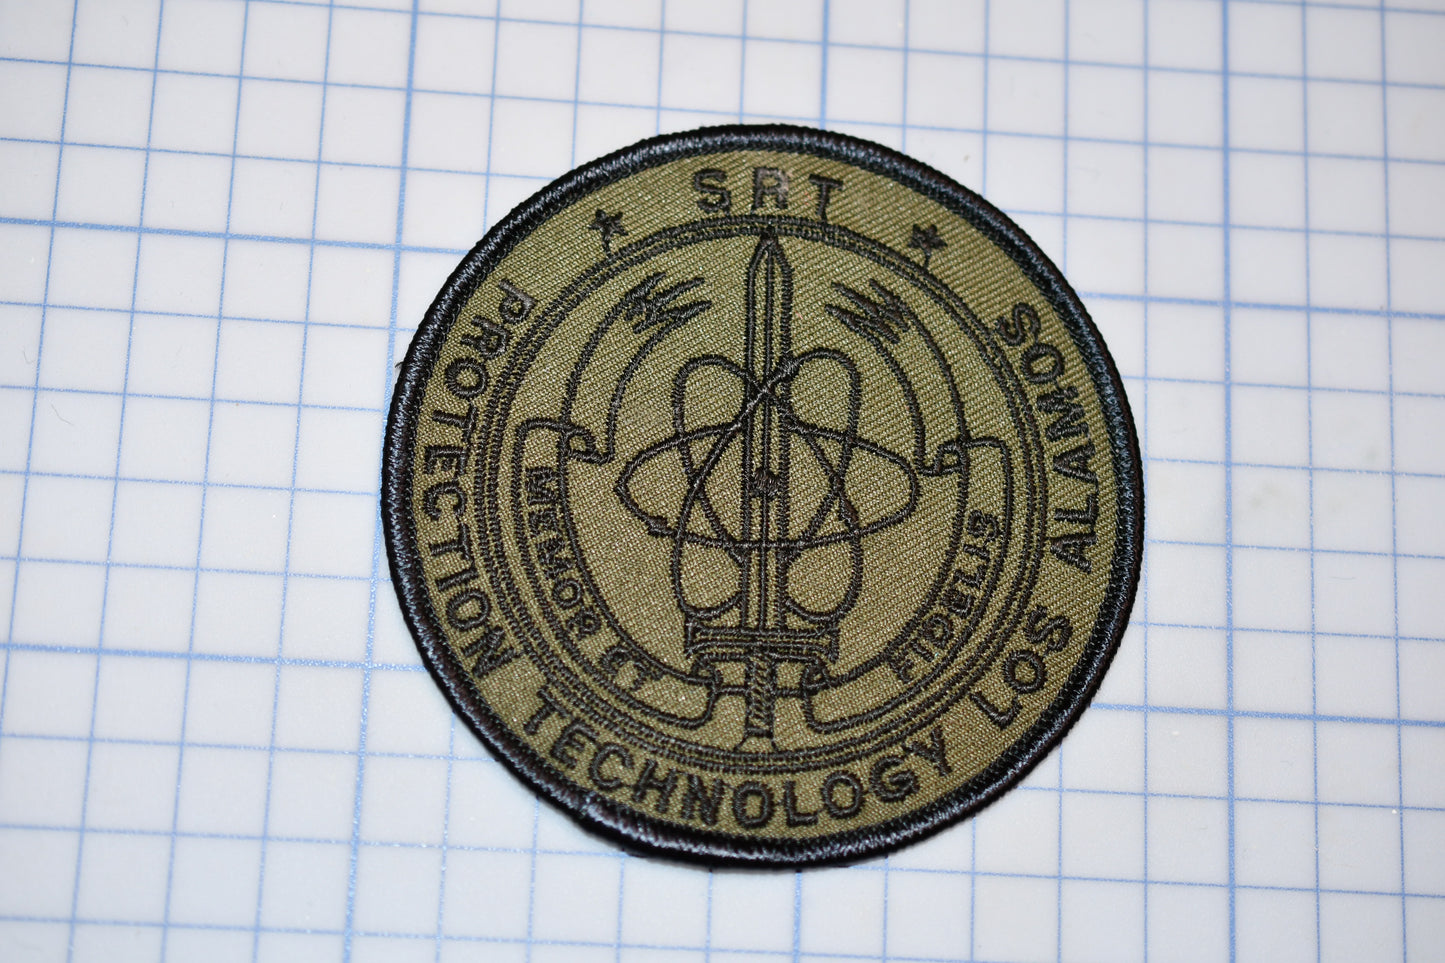 SRT
PROTECTION TECHNOLOGY LOS ALAMOS
MEMOR ET FIDELIS